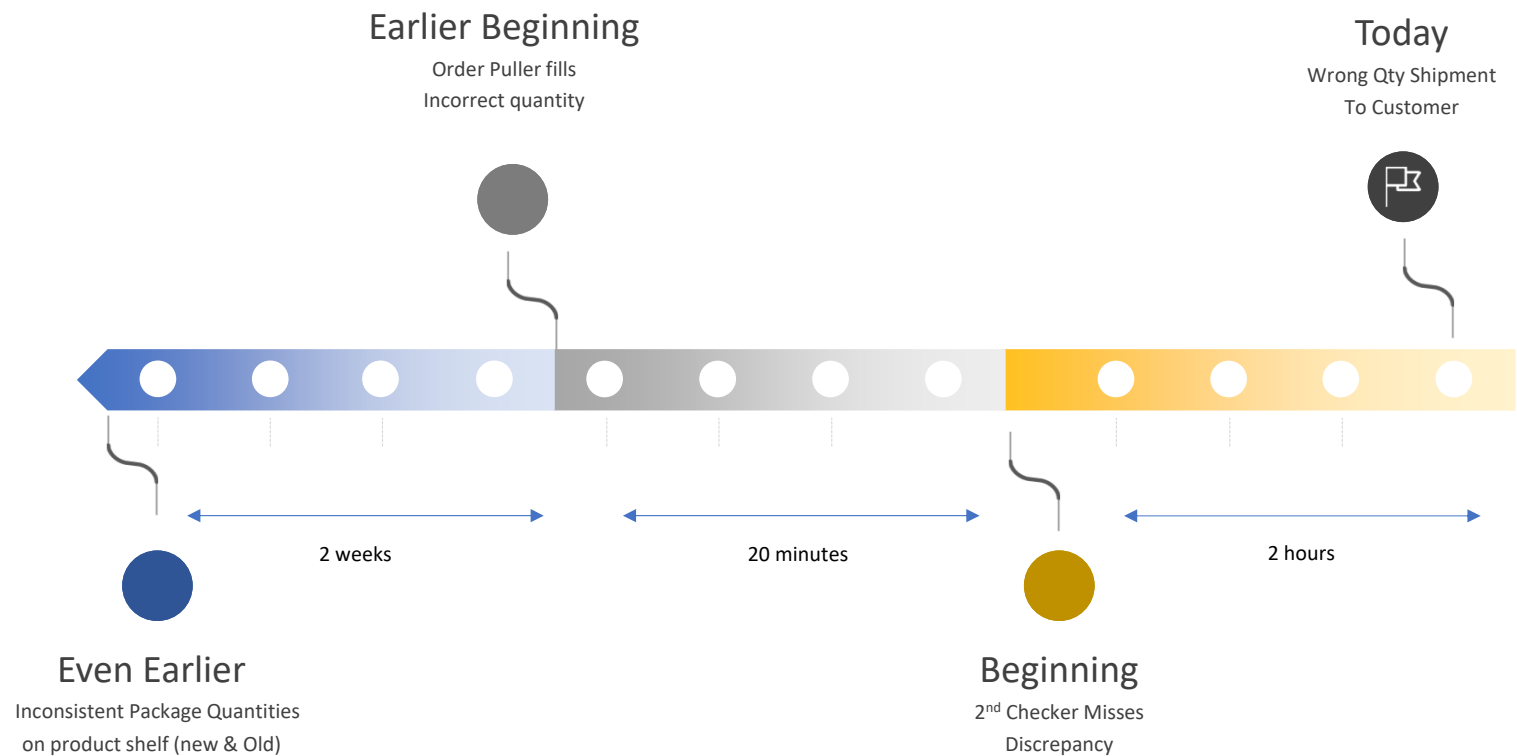 Earlier Beginning
Order Puller fills
Incorrect quantity
Today
Wrong Qty Shipment
To Customer
2 weeks
20 minutes
2 hours
Even Earlier
Inconsistent Package Quantities
on product shelf (new & Old)
Beginning
2nd Checker Misses
Discrepancy